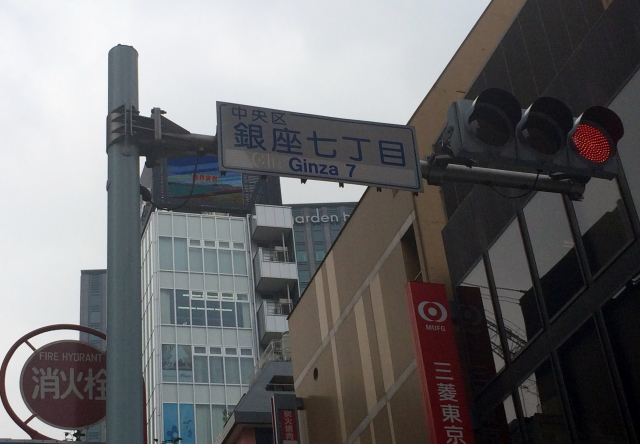 中央区
銀座七丁目
Ginza 7
arden h
FIRE HYDRANT
消火栓
MUFG
三菱東京